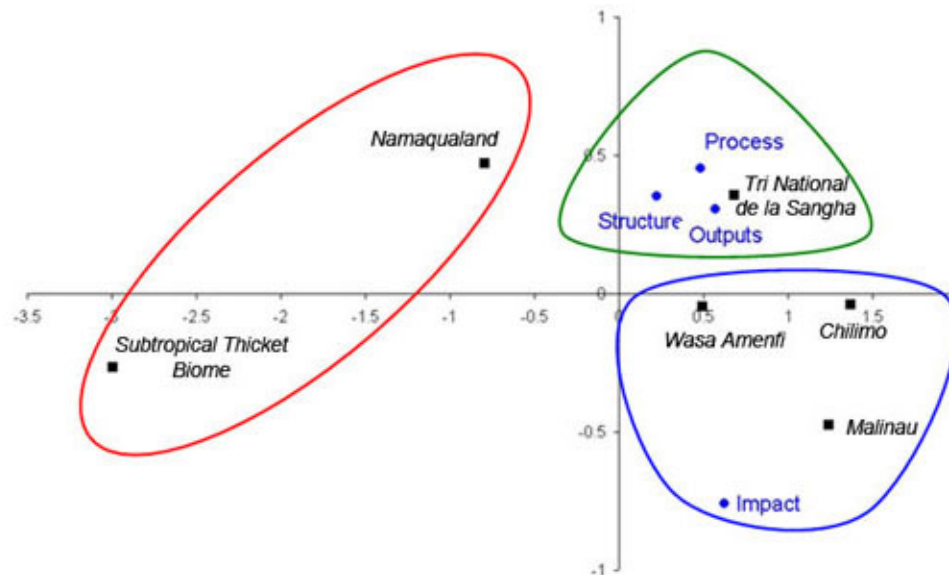 1
Namaqualand
Process
0.5
Tri National
de la Sangha
Structure
Outputs
-3.5
-3
-2.5
-2
-1.5
-1
-0.5
0
0.5
1
1.5
Wasa Amenfi
Chilimo
Subtropical Thicket
Biome
-0.5
Malinau
Impact
-1